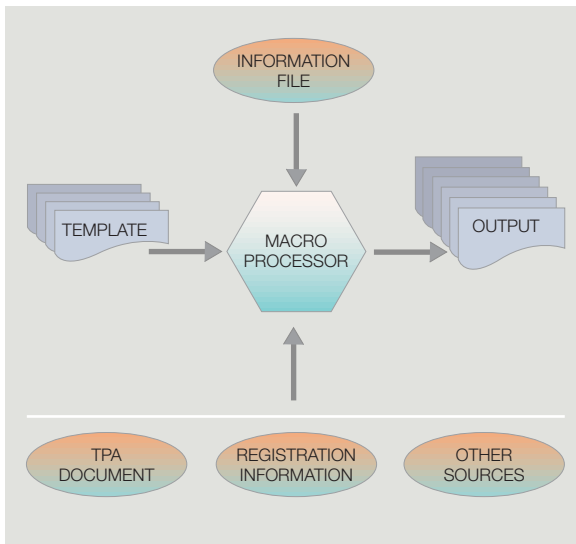 INFORMATION
FILE
TEMPLATE
MACRO
PROCESSOR
OUTPUT
TPA
DOCUMENT
REGISTRATION
INFORMATION
OTHER
SOURCES